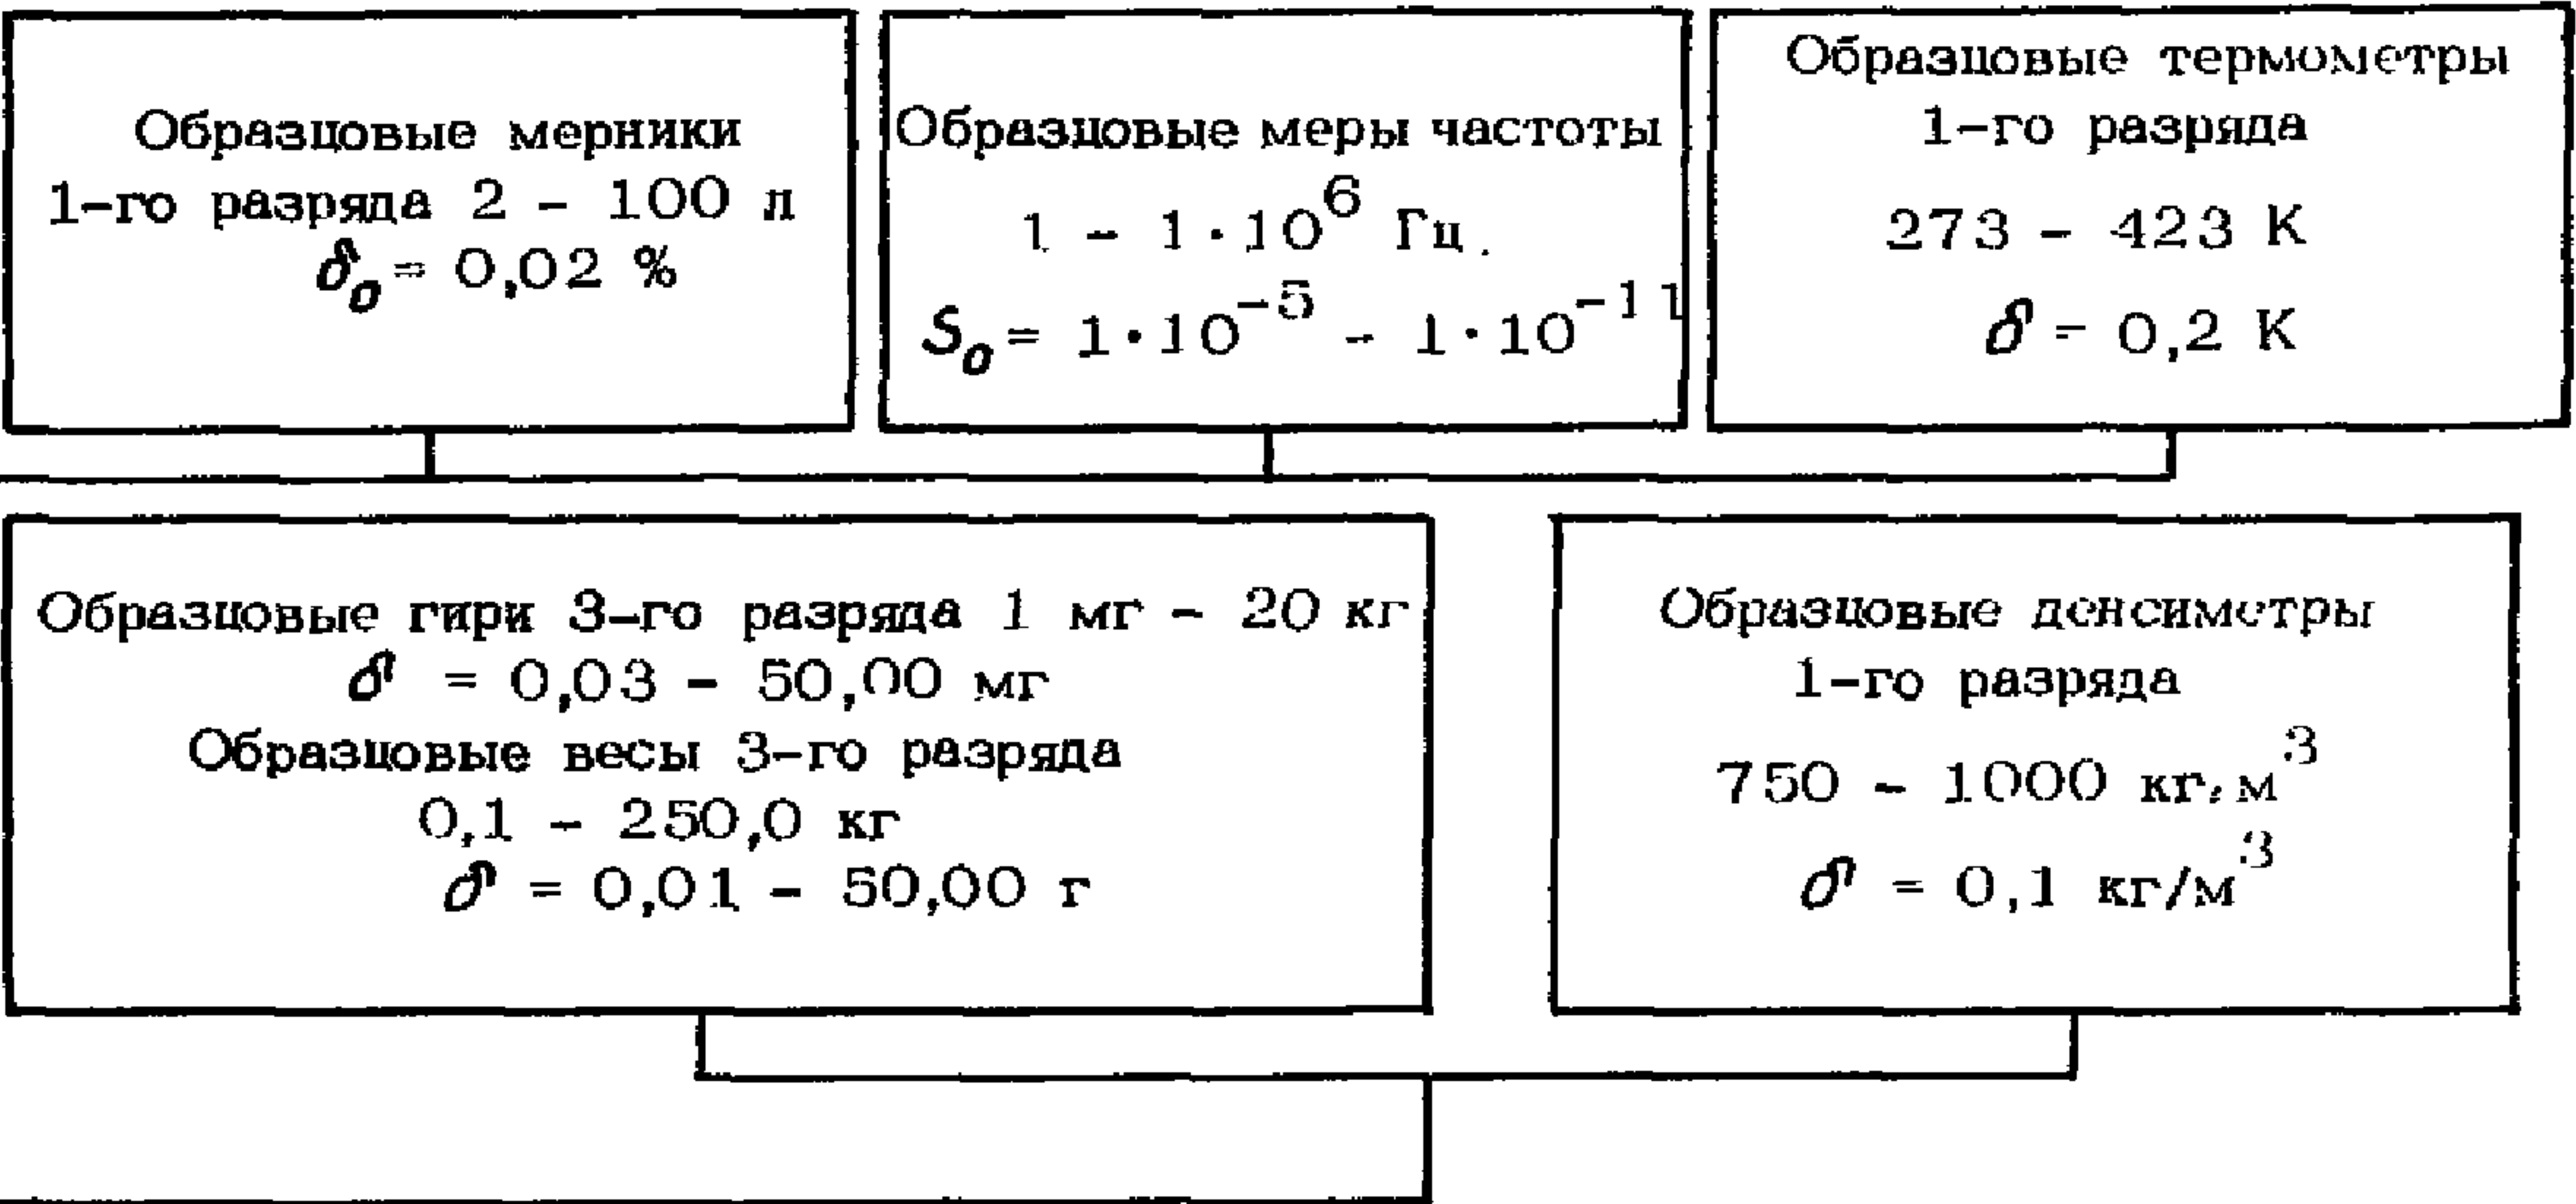 Образцовые мерники
1-го разряда 2 - 100 л
δ₀ = 0,02 %
Образцовые меры частоты
1 - 1·10⁶ Гц.
S₀ = 1·10⁻⁵ - 1·10⁻¹¹
Образцовые термометры
1-го разряда
273 - 423 К
δ = 0,2 К
Образцовые гири 3-го разряда 1 мг - 20 кг
δ = 0,03 - 50,00 мг
Образцовые весы 3-го разряда
0,1 - 250,0 кг
δ = 0,01 - 50,00 г
Образцовые денсиметры
1-го разряда
750 - 1000 кг/м³
δ = 0,1 кг/м³